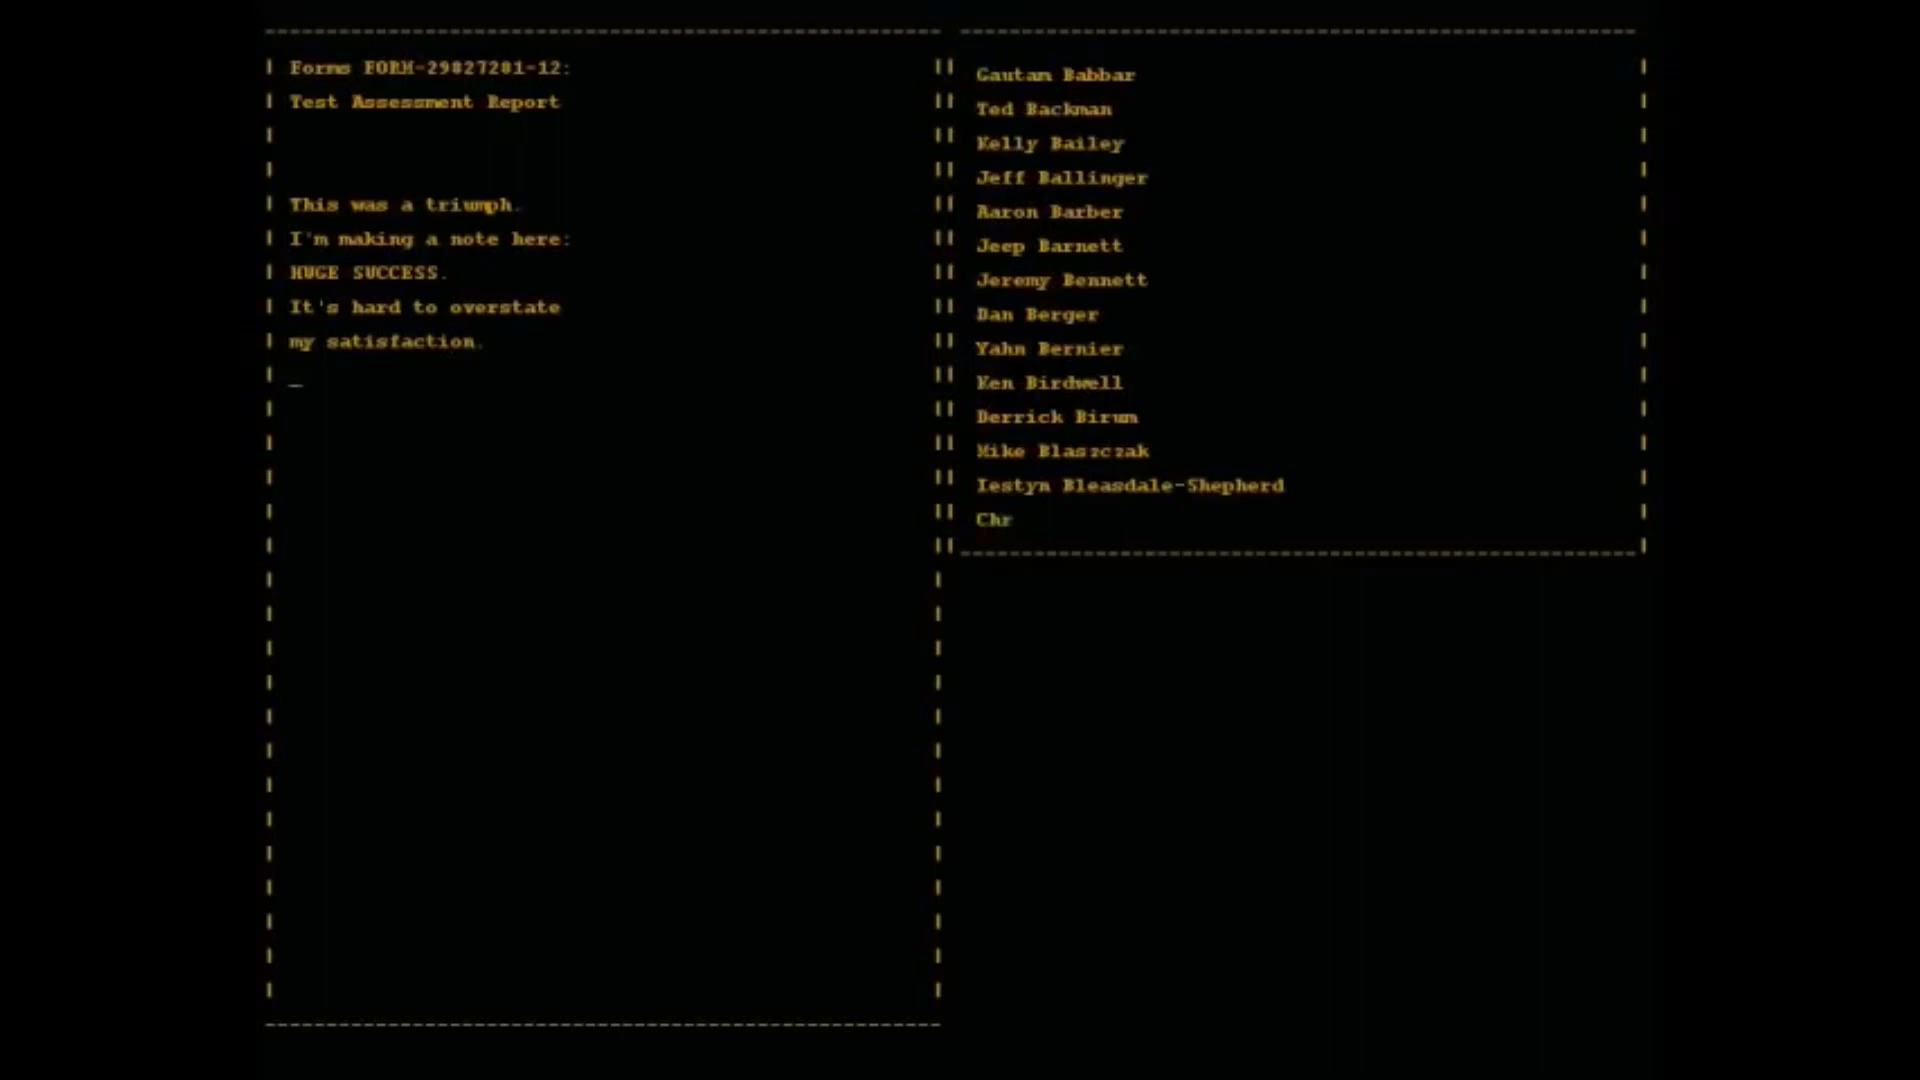 Forms FORM-29827281-12:
Test Assessment Report
This was a triumph.
I'm making a note here:
HUGE SUCCESS.
It's hard to overstate
my satisfaction.
_
Gautam Babbar
Ted Backman
Kelly Bailey
Jeff Ballinger
Aaron Barber
Jeep Barnett
Jeremy Bennett
Dan Berger
Yahn Bernier
Ken Birdwell
Derrick Birum
Mike Blaszczak
Iestyn Bleasdale-Shepherd
Chr